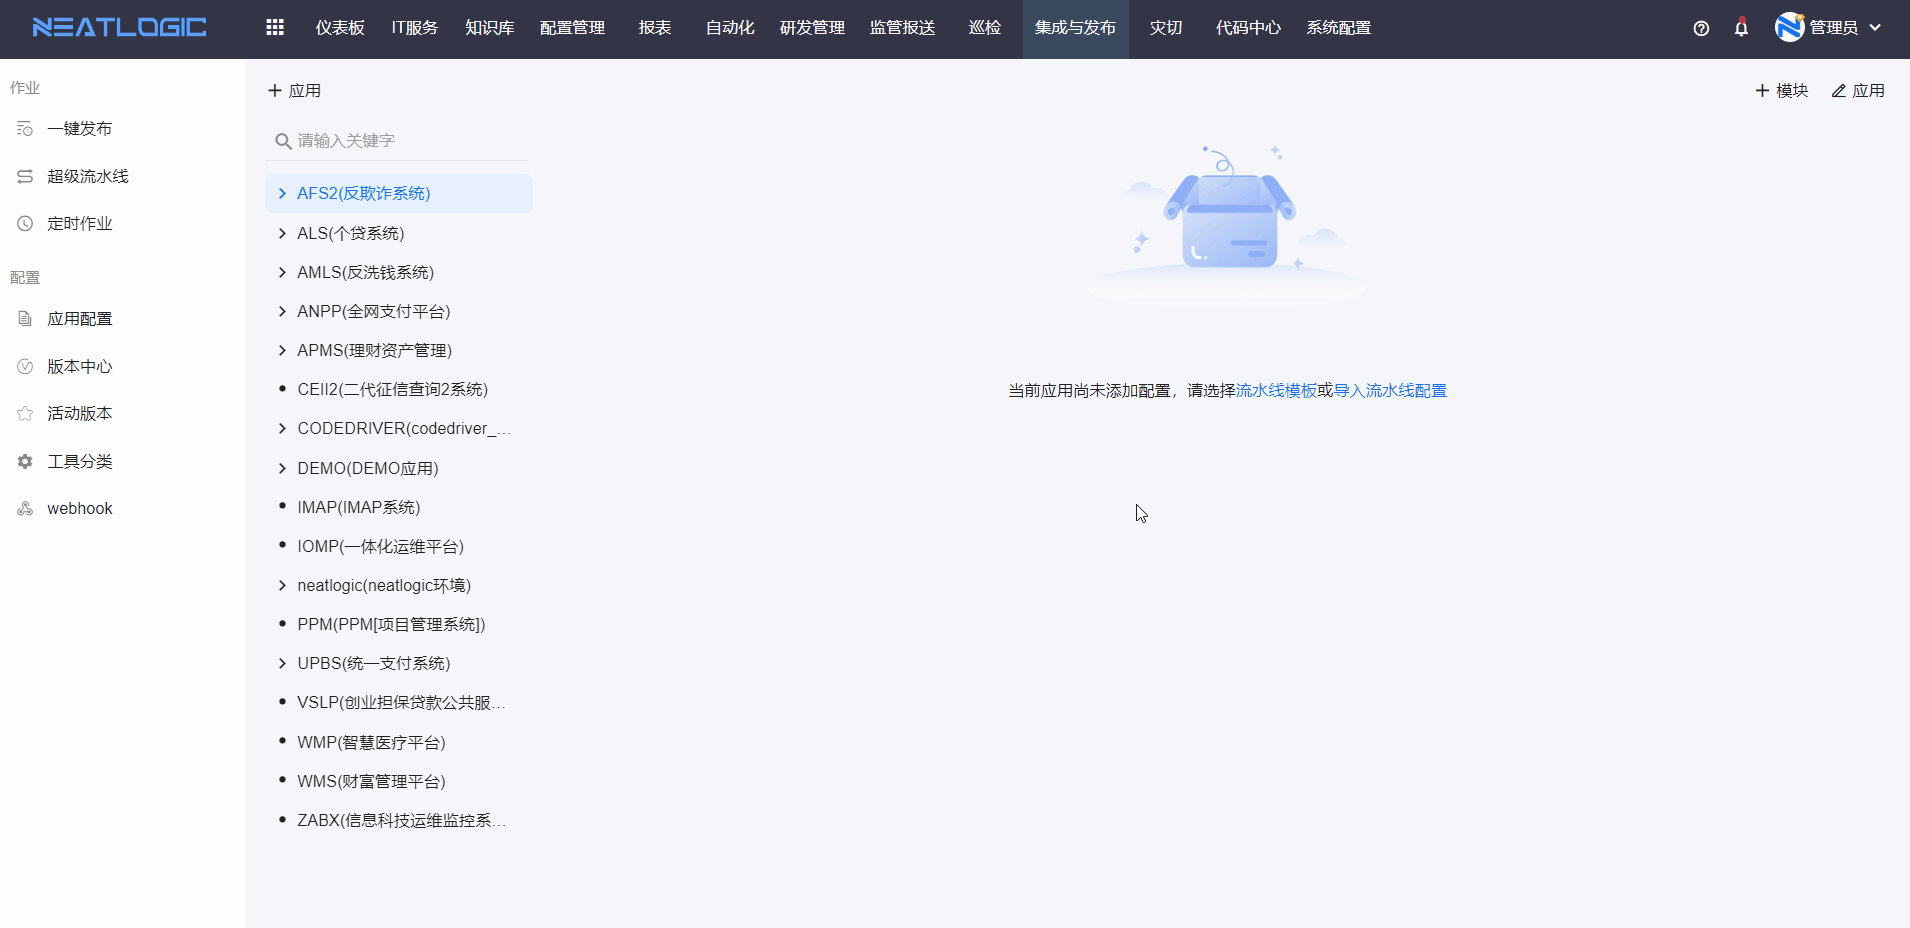 NEATLOGIC
仪表板 IT服务 知识库 配置管理 报表 自动化 研发管理 监管报送 巡检 集成与发布 灾切 代码中心 系统配置 管理员
作业
一键发布
超级流水线
定时作业
配置
应用配置
版本中心
活动版本
工具分类
webhook
应用
模块 应用
请输入关键字
AFS2(反欺诈系统)
ALS(个贷系统)
AMLS(反洗钱系统)
ANPP(全网支付平台)
APMS(理财资产管理)
CEII2(二代征信查询2系统)
CODEDRIVER(codedriver_...
DEMO(DEMO应用)
IMAP(IMAP系统)
IOMP(一体化运维平台)
neatlogic(neatlogic环境)
PPM(PPM[项目管理系统])
UPBS(统一支付系统)
VSLP(创业担保贷款公共服...
WMP(智慧医疗平台)
WMS(财富管理平台)
ZABX(信息科技运维监控系...
当前应用尚未添加配置，请选择流水线模板或导入流水线配置